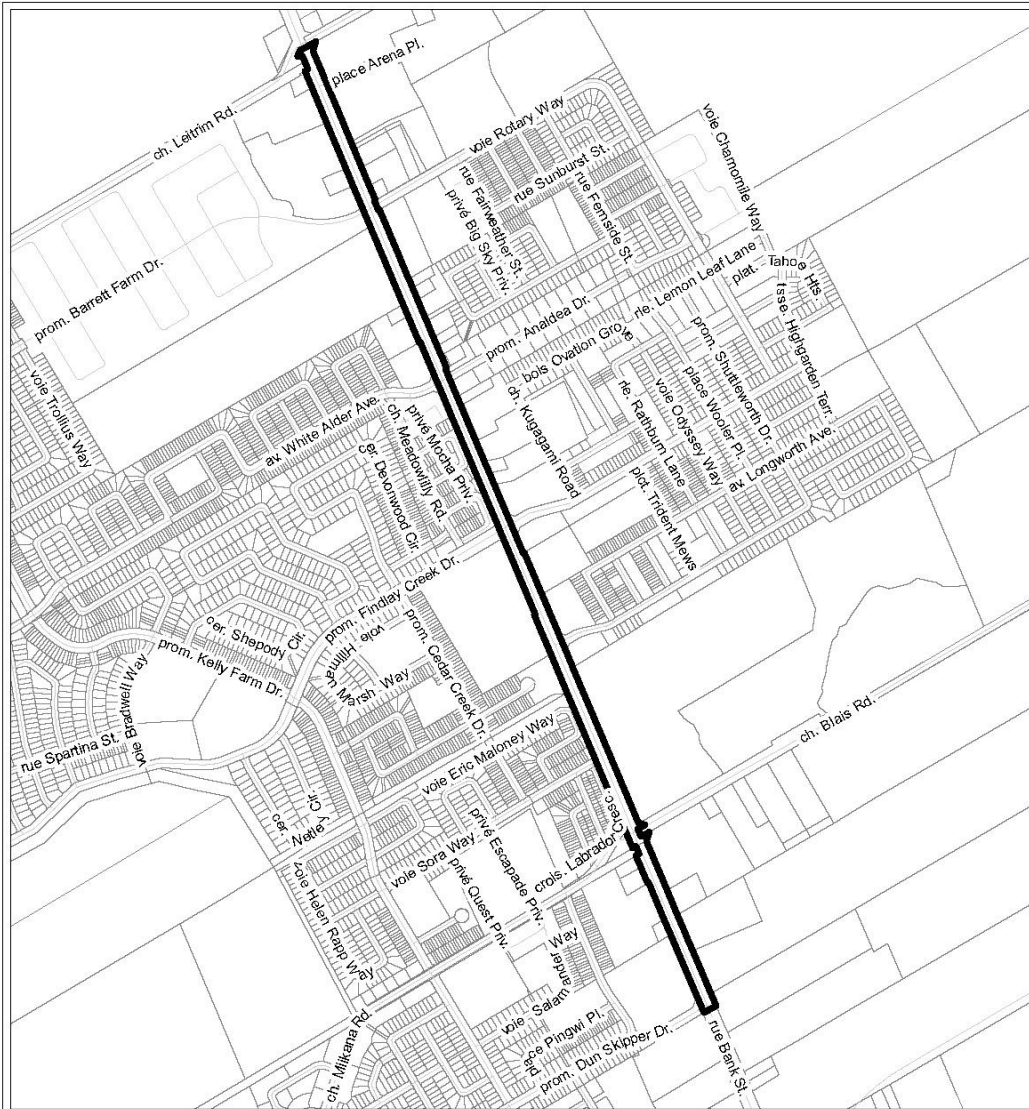 place Arena Pl.
ch. Leitrim Rd.
voie Rotary Way
voie Chamomile Way
rue Sunburst St.
rue Fairweather St.
privé Big Sky Priv.
rue Fernside St.
prom. Barrett Farm Dr.
rle. Lemon Leaf Lane
plat. Tahoe Hts.
tsse. Highgarden Terr.
prom. Analdea Dr.
bois Ovation Grove
ch. Kugagami Road
prom. Shuttleworth Dr.
place Wooler Pl.
voie Odyssey Way
rle. Rathburn Lane
av. Longworth Ave.
plct. Trident Mews
voie Trollius Way
av. White Alder Ave.
privé Mocha Priv.
ch. Meadowlilly Rd.
cer. Devonwood Cir.
prom. Findlay Creek Dr.
cer. Shepody Cir.
prom. Kelly Farm Dr.
voie Hillman
Marsh Way
prom. Cedar Creek Dr.
voie Bradwell Way
rue Spartina St.
voie Eric Maloney Way
ch. Blais Rd.
cer. Netley Cir.
voie Sora Way
privé Escapade Priv.
privé Quest Priv.
crois. Labrador Cresc.
voie Helen Rapp Way
voie Salamander Way
place Pingwi Pl.
prom. Dun Skipper Dr.
ch. Miikana Rd.
rue Bank St.